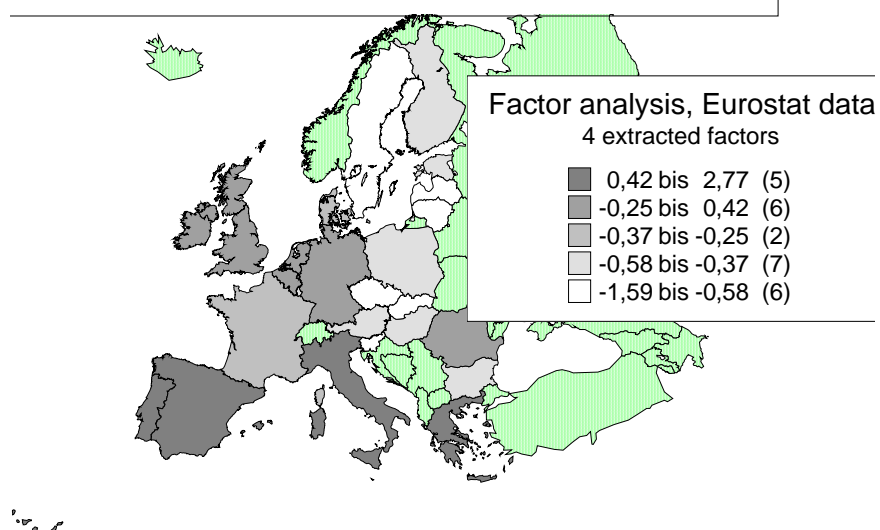 Factor analysis, Eurostat data
4 extracted factors
0,42 bis 2,77 (5)
-0,25 bis 0,42 (6)
-0,37 bis -0,25 (2)
-0,58 bis -0,37 (7)
-1,59 bis -0,58 (6)